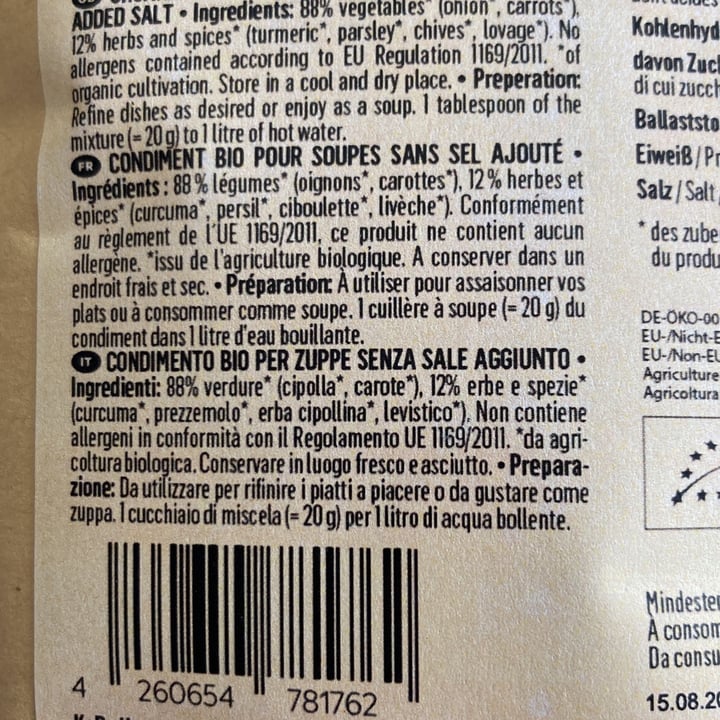 ADDED SALT • Ingredients: 88% vegetables* (onion*, carrots*),
12% herbs and spices* (turmeric*, parsley*, chives*, lovage*). No
allergens contained according to EU Regulation 1169/2011. *of
organic cultivation. Store in a cool and dry place. • Preperation:
Refine dishes as desired or enjoy as a soup. 1 tablespoon of the
mixture (= 20 g) to 1 litre of hot water.
FR CONDIMENT BIO POUR SOUPES SANS SEL AJOUTÉ •
Ingrédients : 88 % légumes* (oignons*, carottes*), 12 % herbes et
épices* (curcuma*, persil*, ciboulette*, livèche*). Conformément
au règlement de l'UE 1169/2011, ce produit ne contient aucun
allergène. *issu de l'agriculture biologique. A conserver dans un
endroit frais et sec. • Préparation: À utiliser pour assaisonner vos
plats ou à consommer comme soupe. 1 cuillère à soupe (= 20 g) du
condiment dans 1 litre d'eau bouillante.
IT CONDIMENTO BIO PER ZUPPE SENZA SALE AGGIUNTO •
Ingredienti: 88% verdure* (cipolla*, carote*), 12% erbe e spezie*
(curcuma*, prezzemolo*, erba cipollina*, levistico*). Non contiene
allergeni in conformità con il Regolamento UE 1169/2011. *da agri-
coltura biologica. Conservare in luogo fresco e asciutto. • Prepara-
zione: Da utilizzare per rifinire i piatti a piacere o da gustare come
zuppa. 1 cucchiaio di miscela (= 20 g) per 1 litro di acqua bollente.
4 260654 781762
Kohlenhyd
davon Zuc
di cui zucch
Ballaststo
Eiweiß / Pr
Salz / Salt
* des zube
du produ
DE-ÖKO-00
EU-/Nicht-E
EU-/Non-EU
Agriculture
Agricoltura
Mindeste
À consom
Da consu
15.08.20